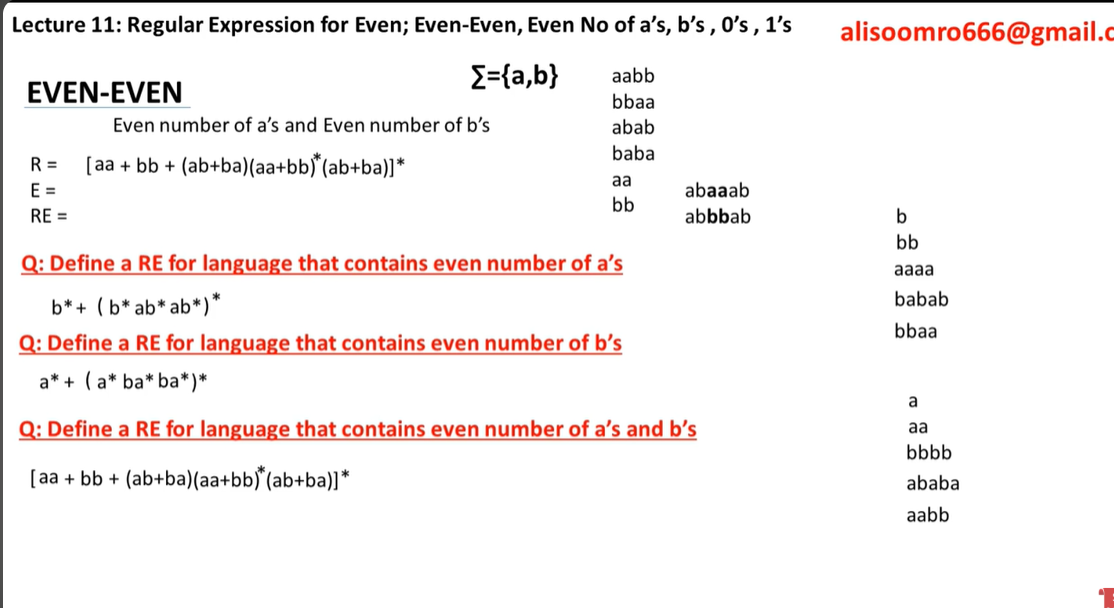 Lecture 11: Regular Expression for Even; Even-Even, Even No of a's, b's , 0's , 1's
alisoomro666@gmail.c
EVEN-EVEN
∑={a,b}
Even number of a's and Even number of b's
R = [aa + bb + (ab+ba)(aa+bb)*(ab+ba)]*
E =
RE =
aabb
bbaa
abab
baba
aa
bb
abaaab
abbbab
Q: Define a RE for language that contains even number of a's
b* + ( b* ab* ab*)*
b
bb
aaaa
babab
bbaa
Q: Define a RE for language that contains even number of b's
a* + ( a* ba* ba*)*
a
aa
bbbb
ababa
aabb
Q: Define a RE for language that contains even number of a's and b's
[aa + bb + (ab+ba)(aa+bb)*(ab+ba)]*